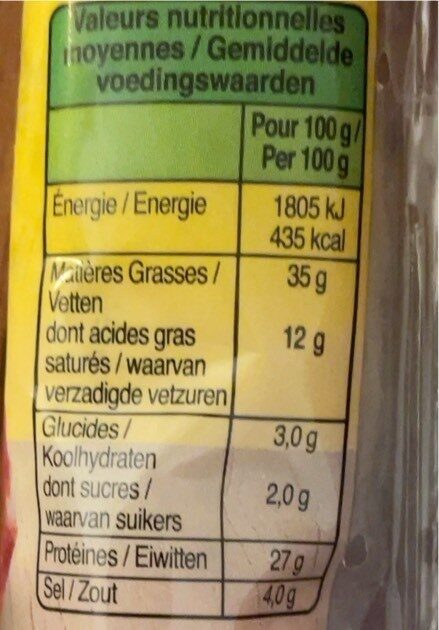 Valeurs nutritionnelles
moyennes / Gemiddelde
voedingswaarden
Pour 100 g/
Per 100 g
Énergie / Energie
1805 kJ
435 kcal
Matières Grasses /
35 g
Vetten
dont acides gras
12 g
saturés / waarvan
verzadigde vetzuren
Glucides /
3,0 g
Koolhydraten
dont sucres /
2,0 g
waarvan suikers
Protéines / Eiwitten
27 g
Sel / Zout
4,0 g